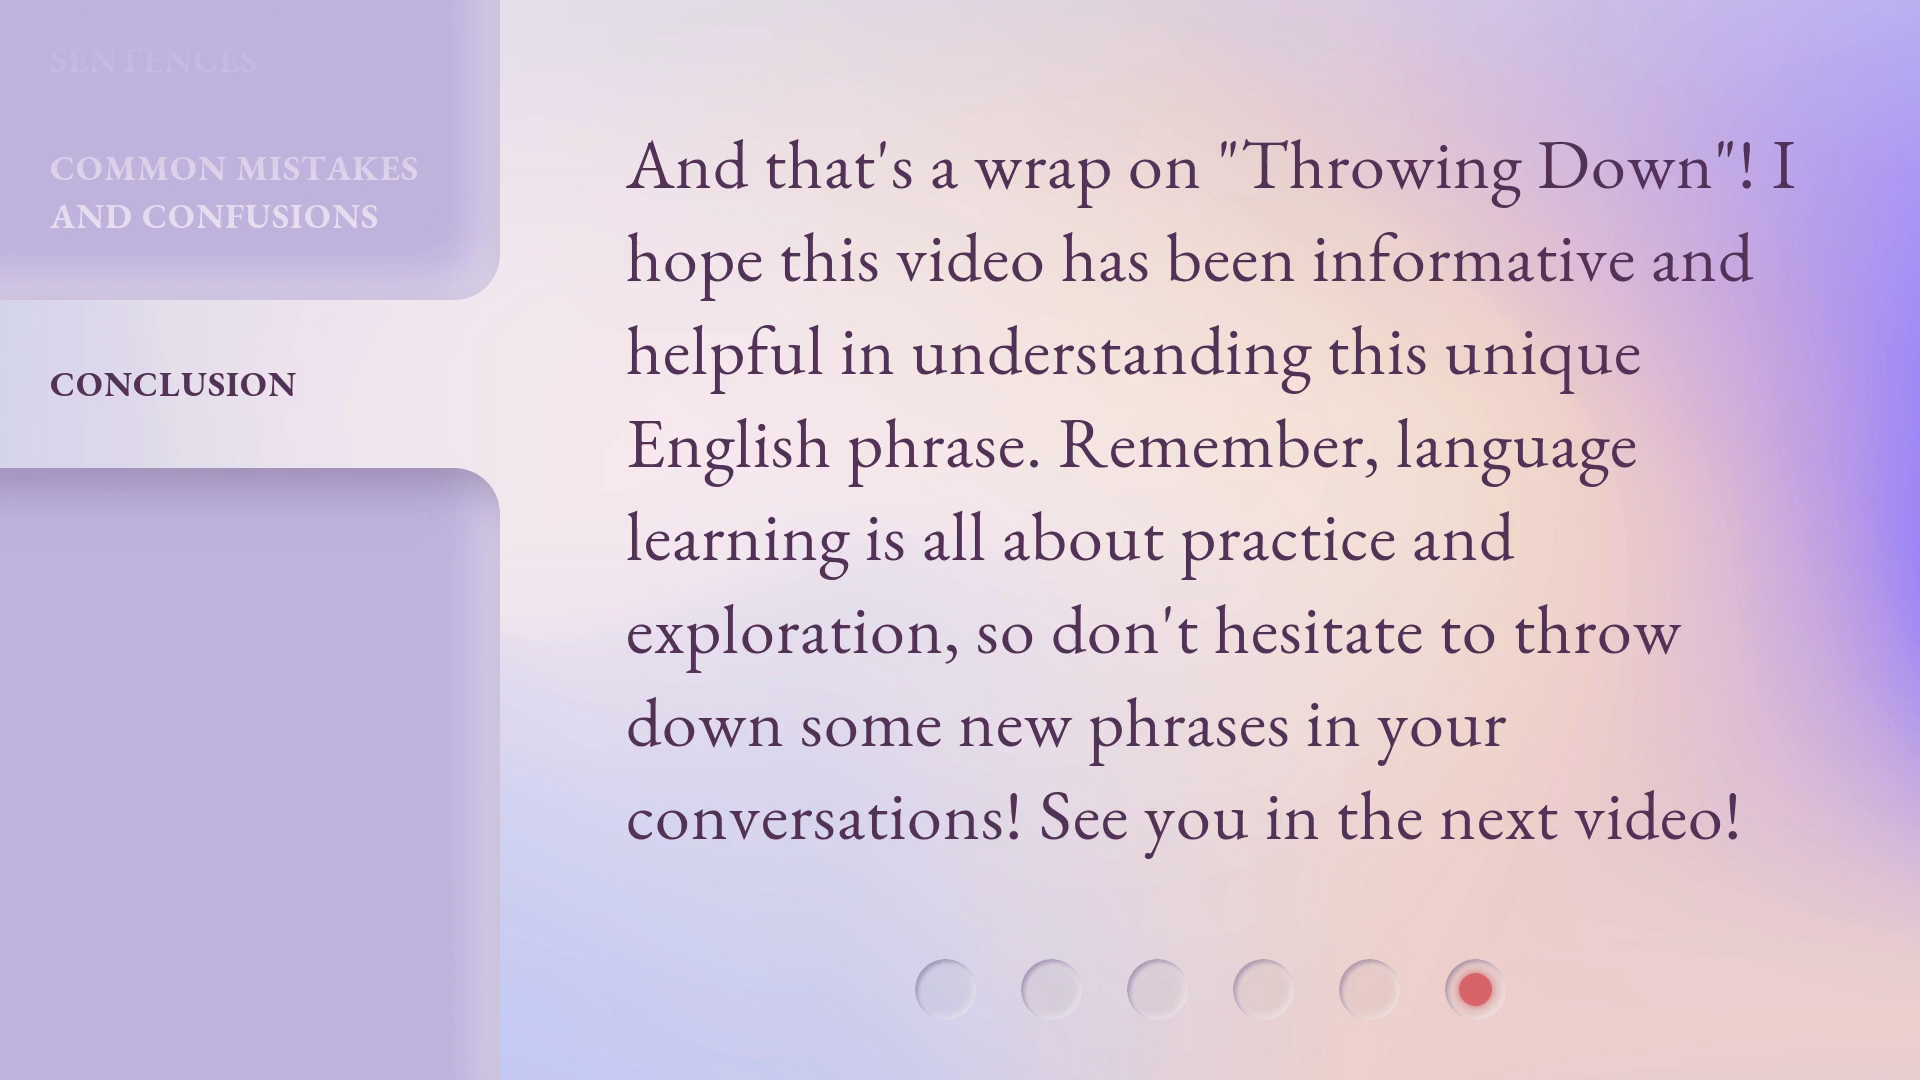 SENTENCES
COMMON MISTAKES
AND CONFUSIONS
CONCLUSION
And that's a wrap on "Throwing Down"! I
hope this video has been informative and
helpful in understanding this unique
English phrase. Remember, language
learning is all about practice and
exploration, so don't hesitate to throw
down some new phrases in your
conversations! See you in the next video!